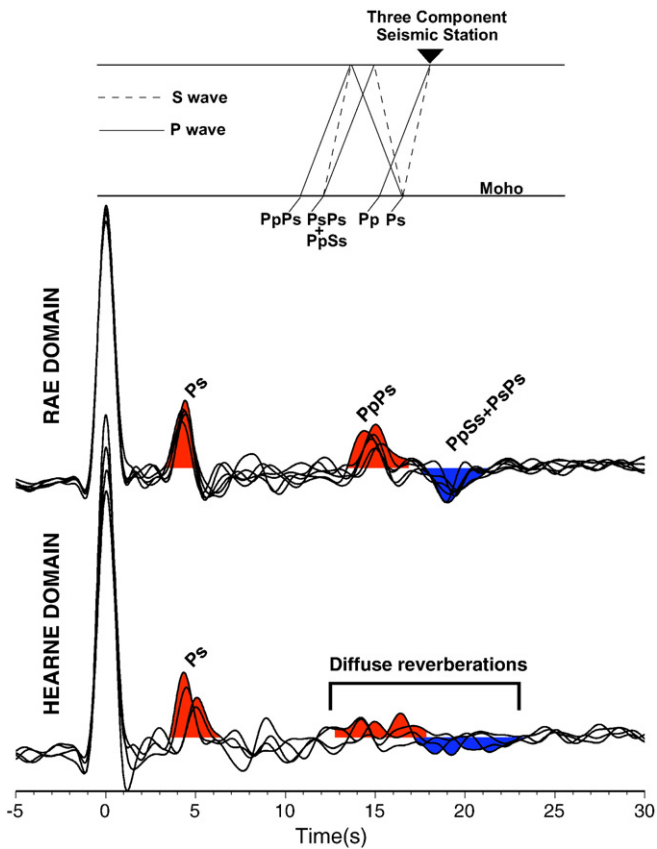 Three Component
Seismic Station
S wave
P wave
Moho
PpPs PsPs Pp Ps
+
PpSs
RAE DOMAIN
Ps
PpPs
PpSs+PsPs
HEARNE DOMAIN
Ps
Diffuse reverberations
-5 0 5 10 15 20 25 30
Time(s)